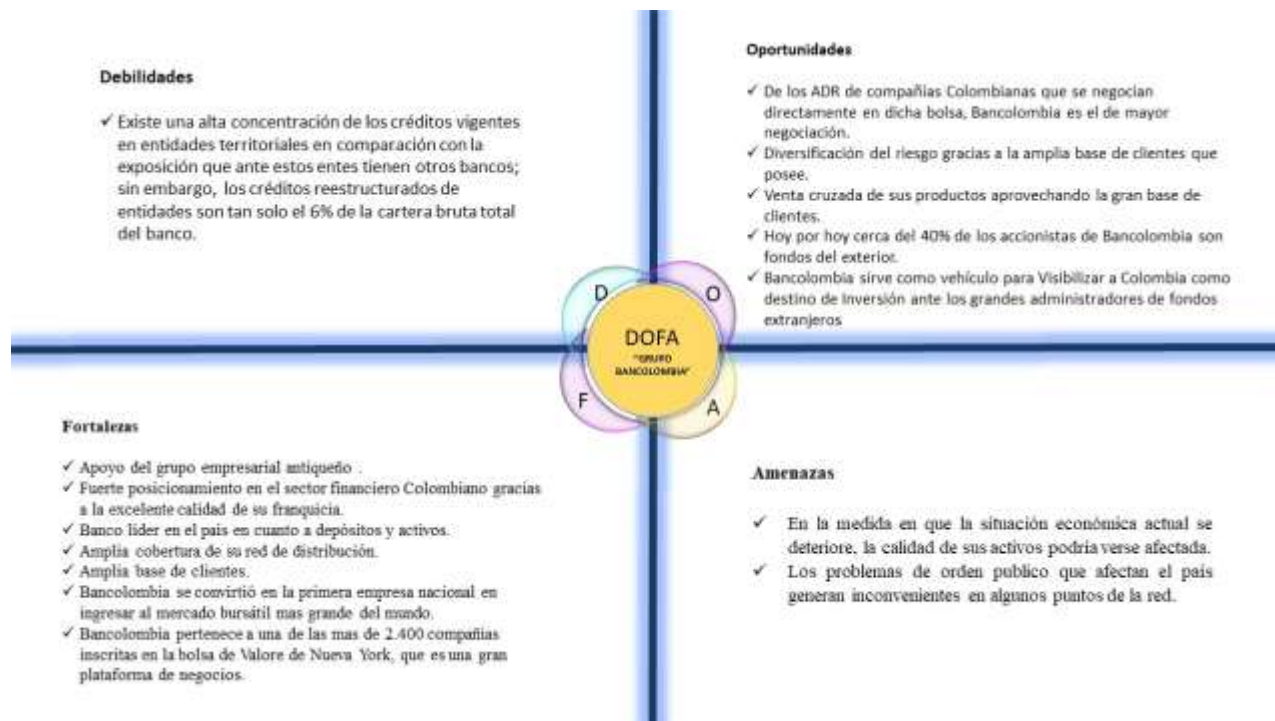 Debilidades
✓ Existe una alta concentración de los créditos vigentes
en entidades territoriales en comparación con la
exposición que ante estos entes tienen otros bancos;
sin embargo, los créditos reestructurados de
entidades son tan solo el 6% de la cartera bruta total
del banco.
Oportunidades
✓ De los ADR de compañías Colombianas que se negocian
directamente en dicha bolsa, Bancolombia es el de mayor
negociación.
✓ Diversificación del riesgo gracias a la amplia base de clientes que
posee.
✓ Venta cruzada de sus productos aprovechando la gran base de
clientes.
✓ Hoy por hoy cerca del 40% de los accionistas de Bancolombia son
fondos del exterior.
✓ Bancolombia sirve como vehículo para Visibilizar a Colombia como
destino de Inversión ante los grandes administradores de fondos
extranjeros
D
O
DOFA
"GRUPO
BANCOLOMBIA"
F
A
Fortalezas
✓ Apoyo del grupo empresarial antiqueño .
✓ Fuerte posicionamiento en el sector financiero Colombiano gracias
a la excelente calidad de su franquicia.
✓ Banco líder en el país en cuanto a depósitos y activos.
✓ Amplia cobertura de su red de distribución.
✓ Amplia base de clientes.
✓ Bancolombia se convirtió en la primera empresa nacional en
ingresar al mercado bursátil mas grande del mundo.
✓ Bancolombia pertenece a una de las mas de 2.400 compañías
inscritas en la bolsa de Valore de Nueva York, que es una gran
plataforma de negocios.
Amenazas
✓ En la medida en que la situación económica actual se
deteriore, la calidad de sus activos podría verse afectada.
✓ Los problemas de orden publico que afectan el país
generan inconvenientes en algunos puntos de la red.